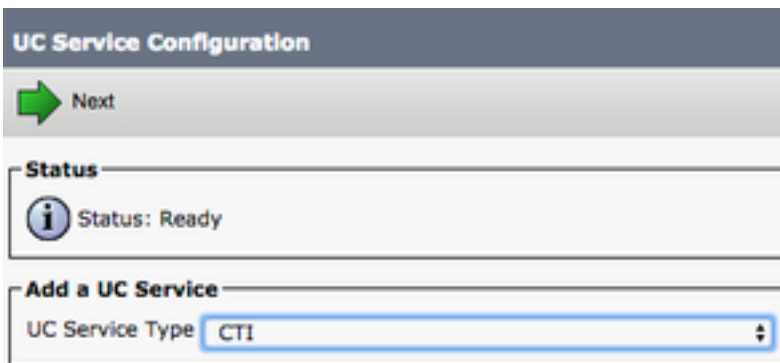 UC Service Configuration
Next
Status
Status: Ready
Add a UC Service
UC Service Type CTI